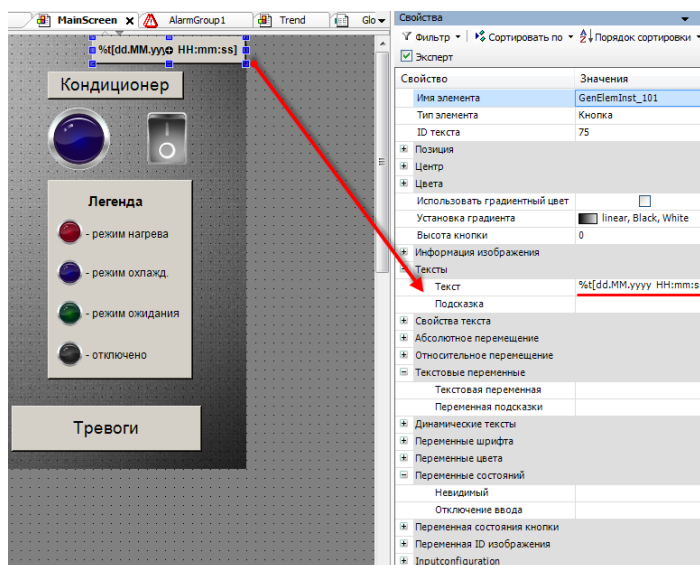 MainScreen
AlarmGroup1
Trend
Glo
%t[dd.MM.yyy HH:mm:ss]
Кондиционер
Легенда
- режим нагрева
- режим охлажд.
- режим ожидания
- отключено
Тревоги
Свойства
Фильтр
Сортировать по
Порядок сортировки
Эксперт
Свойство Значения
Имя элемента GenElemInst_101
Тип элемента Кнопка
ID текста 75
Позиция
Центр
Цвета
Использовать градиентный цвет
Установка градиента linear, Black, White
Высота кнопки 0
Информация изображения
Тексты
Текст %t[dd.MM.yyyy HH:mm:s
Подсказка
Свойства текста
Абсолютное перемещение
Относительное перемещение
Текстовые переменные
Текстовая переменная
Переменная подсказки
Динамические тексты
Переменные шрифта
Переменные цвета
Переменные состояний
Невидимый
Отключение ввода
Переменная состояния кнопки
Переменная ID изображения
Inputconfiguration